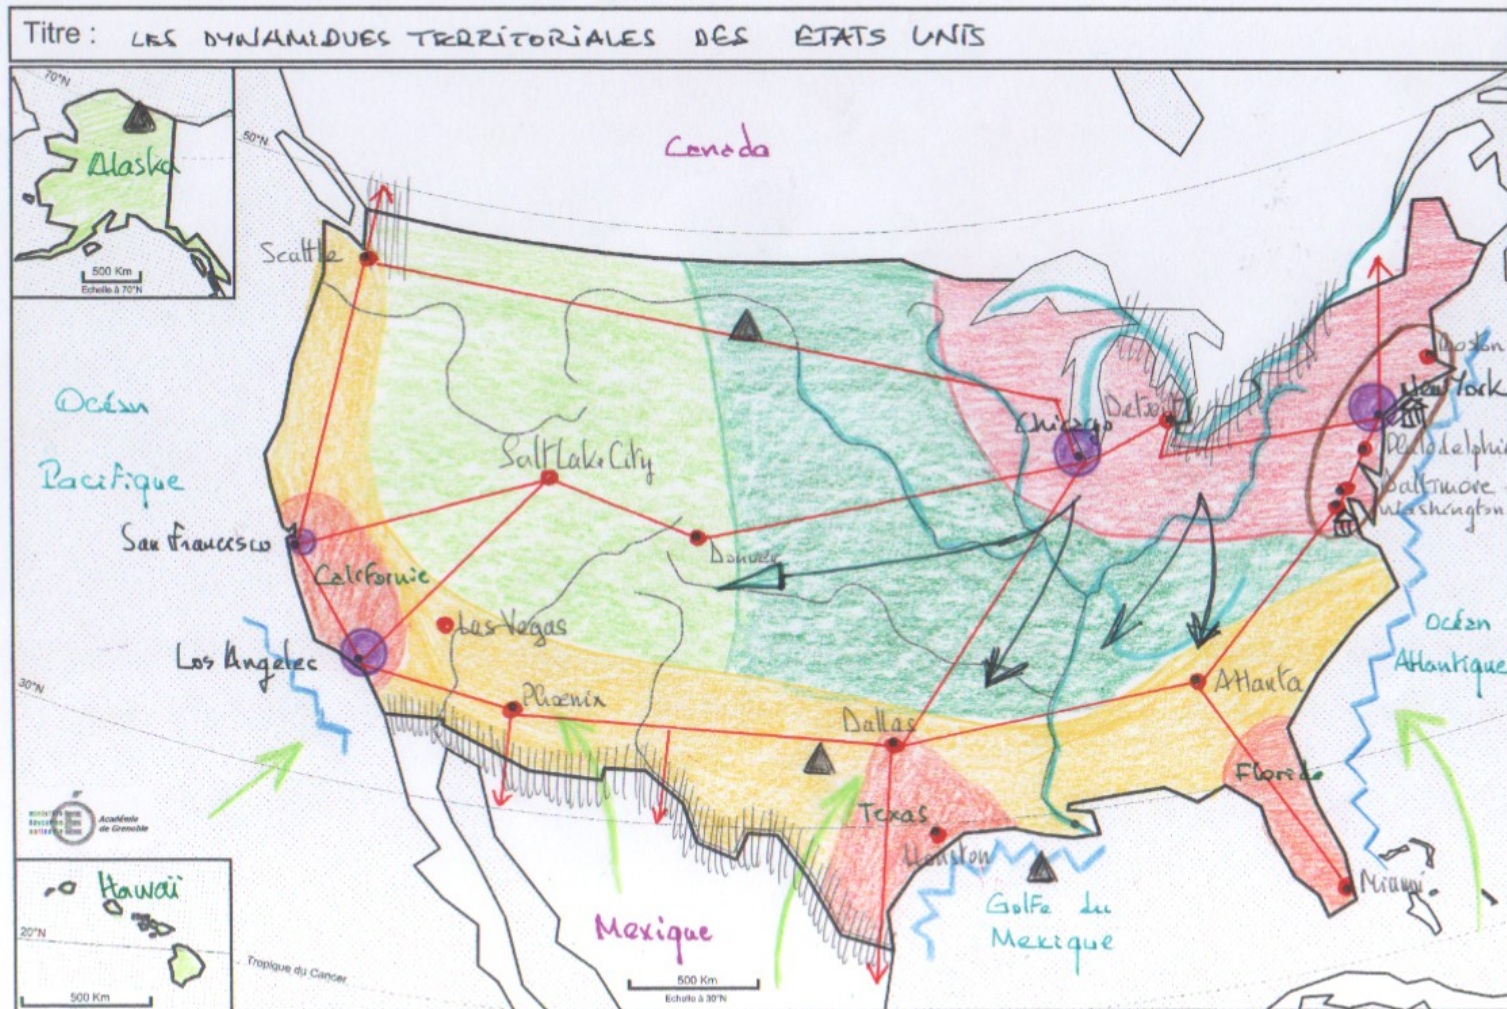 Titre : LES DYNAMIQUES TERRITORIALES DES ETATS UNIS
70°N
Alaska
500 Km
Echelle à 70°N
50°N
Canada
Seattle
Océan
Pacifique
Salt Lake City
Denver
Chicago
Detroit
Boston
New York
Philadelphie
Baltimore
Washington
San Francisco
Californie
Las Vegas
Los Angeles
30°N
Phoenix
Dallas
Atlanta
Océan
Atlantique
Floride
Texas
Houston
Miami
Golfe du
Mexique
Mexique
Académie
de Grenoble
Hawaï
20°N
500 Km
Tropique du Cancer
500 Km
Echelle à 30°N